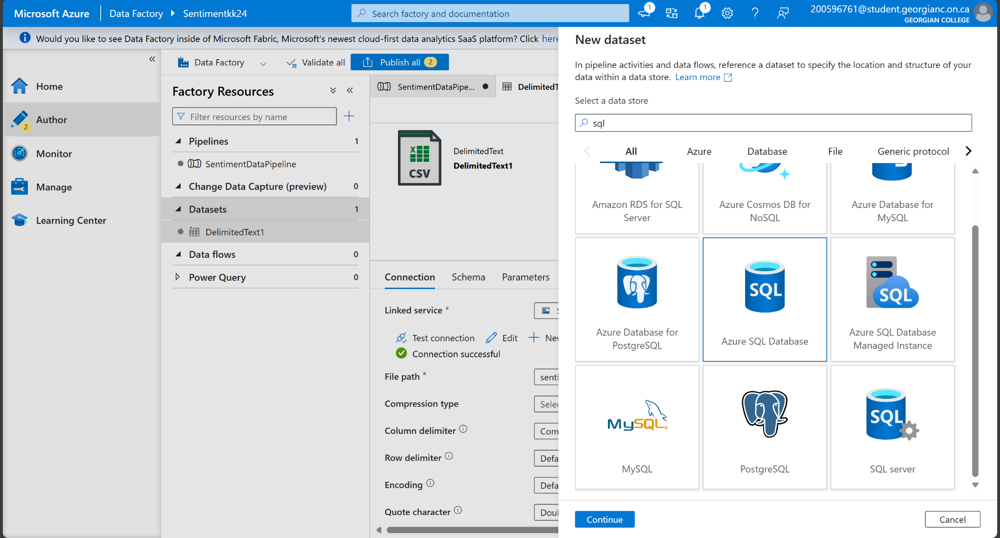 Microsoft Azure
Data Factory
Sentimentkk24
Search factory and documentation
1
1
200596761@student.georgianc.on.ca
GEORGIAN COLLEGE
Would you like to see Data Factory inside of Microsoft Fabric, Microsoft's newest cloud-first data analytics SaaS platform? Click here
Home
Author
2
Monitor
Manage
Learning Center
Data Factory
Validate all
Publish all 2
Factory Resources
Filter resources by name
Pipelines 1
SentimentDataPipeline
Change Data Capture (preview) 0
Datasets 1
DelimitedText1
Data flows 0
Power Query 0
SentimentDataPipe...
DelimitedT
CSV
DelimitedText
DelimitedText1
Connection
Schema
Parameters
Linked service *
Test connection
Edit
Nev
Connection successful
File path *
senti
Compression type
Selec
Column delimiter
Com
Row delimiter
Defa
Encoding
Defa
Quote character
Doul
New dataset
In pipeline activities and data flows, reference a dataset to specify the location and structure of your
data within a data store. Learn more
Select a data store
sql
All
Azure
Database
File
Generic protocol
Amazon RDS for SQL
Server
Azure Cosmos DB for
NoSQL
Azure Database for
MySQL
Azure Database for
PostgreSQL
SQL
Azure SQL Database
SQL
Azure SQL Database
Managed Instance
MySQL
MySQL
PostgreSQL
SQL
SQL server
Continue
Cancel